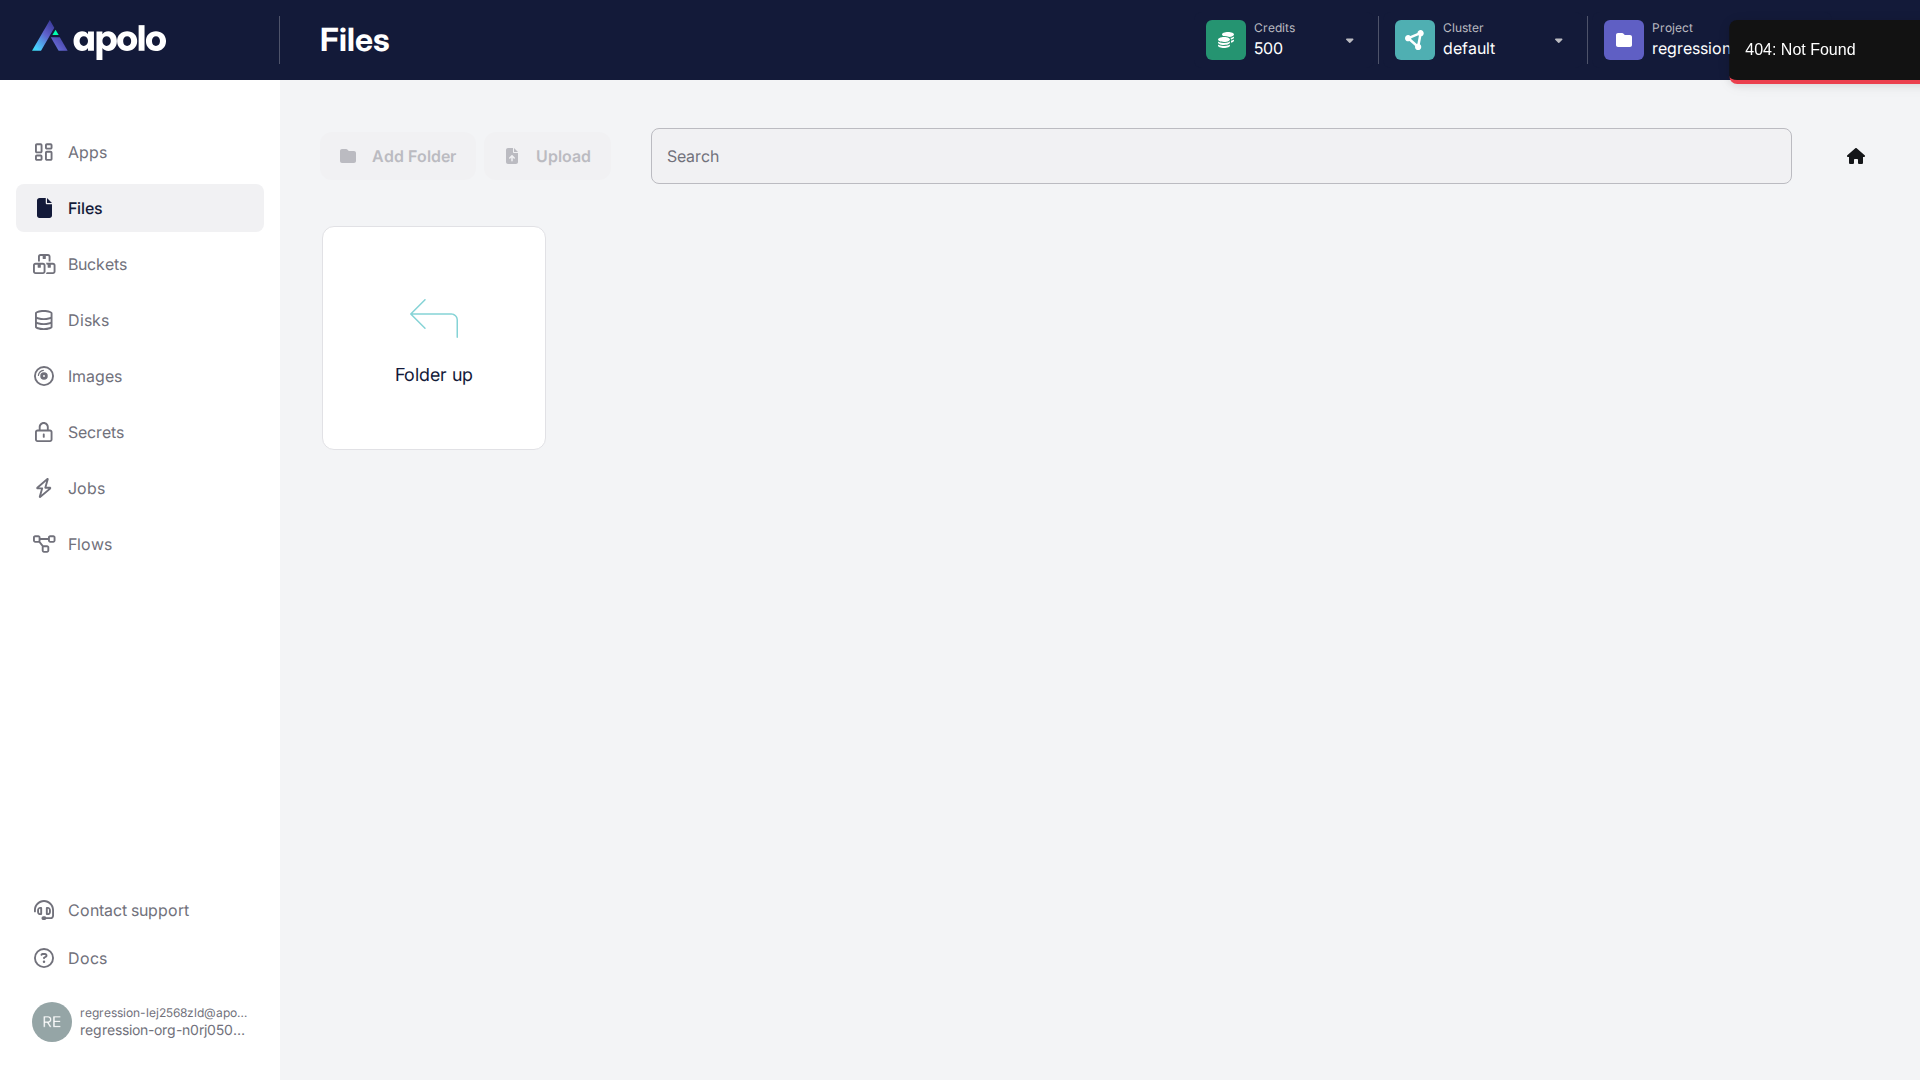 apolo
Files
Credits
500
Cluster
default
Project
regression
404: Not Found
Apps
Files
Buckets
Disks
Images
Secrets
Jobs
Flows
Add Folder
Upload
Search
Folder up
Contact support
Docs
RE
regression-lej2568zld@apo...
regression-org-n0rj050...